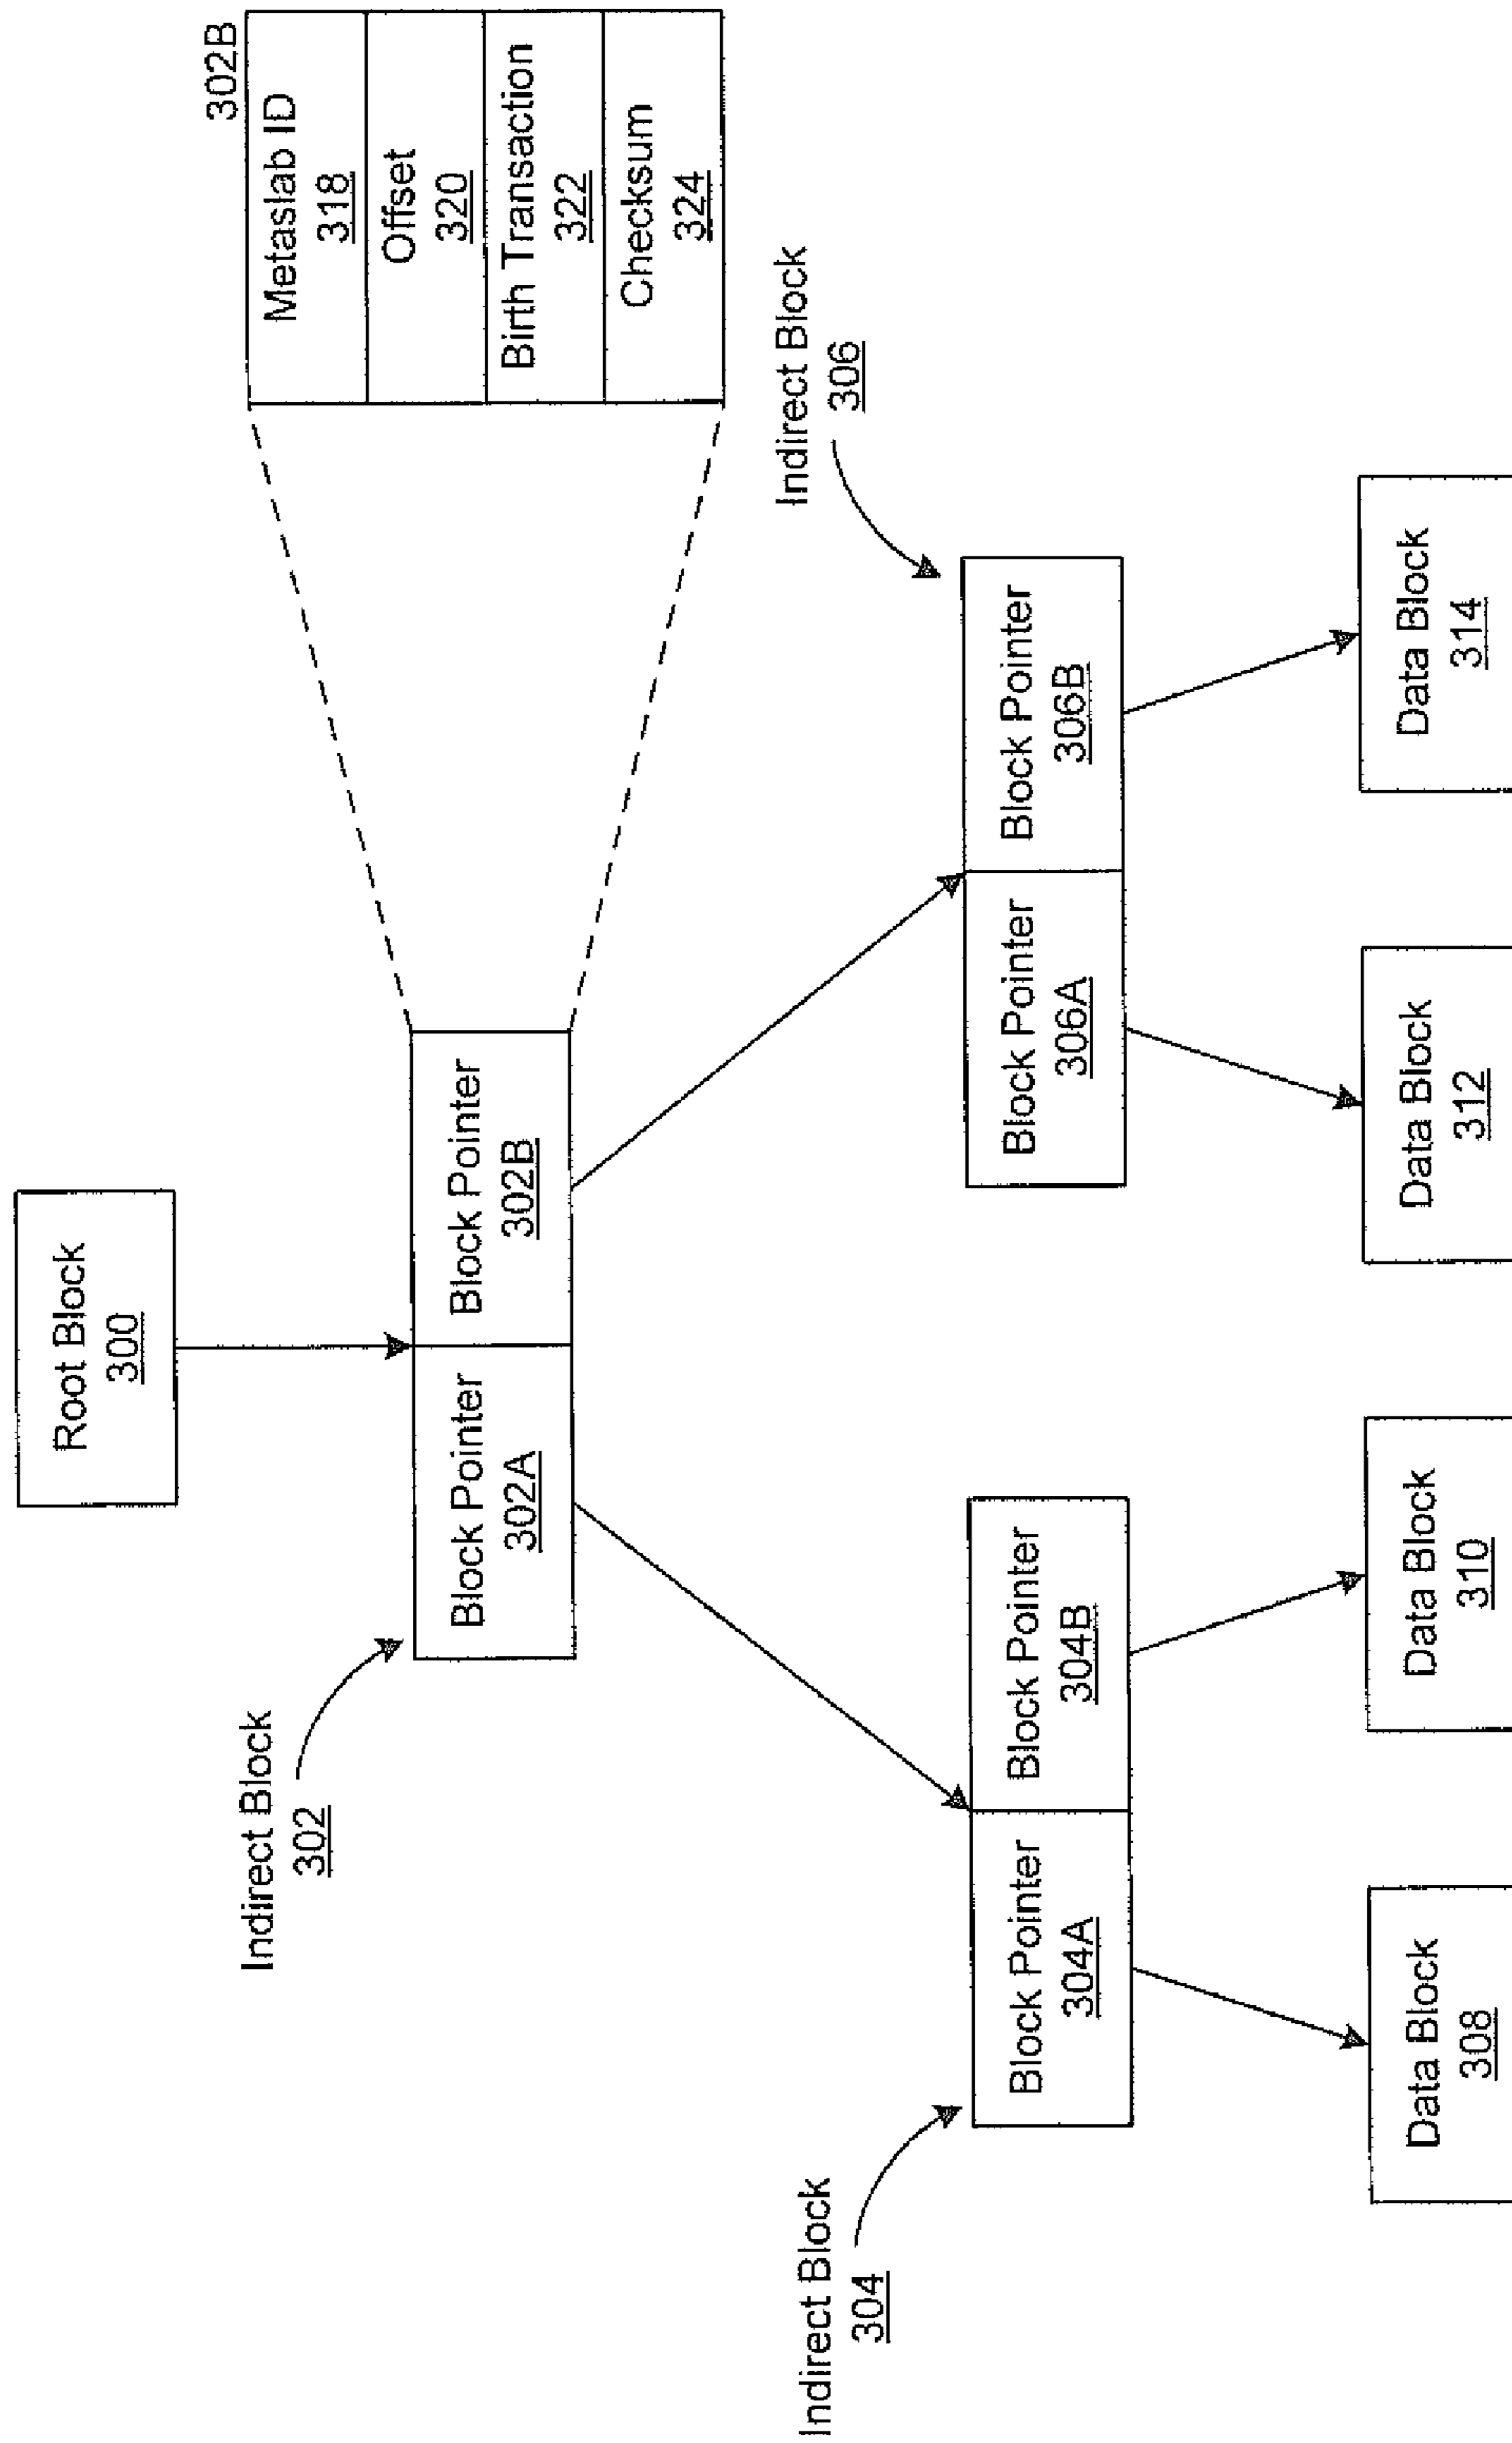 Root Block
300
Indirect Block
302
Block Pointer
302A
Block Pointer
302B
302B
Metaslab ID
318
Offset
320
Birth Transaction
322
Checksum
324
Indirect Block
304
Block Pointer
304A
Block Pointer
304B
Indirect Block
306
Block Pointer
306A
Block Pointer
306B
Data Block
308
Data Block
310
Data Block
312
Data Block
314